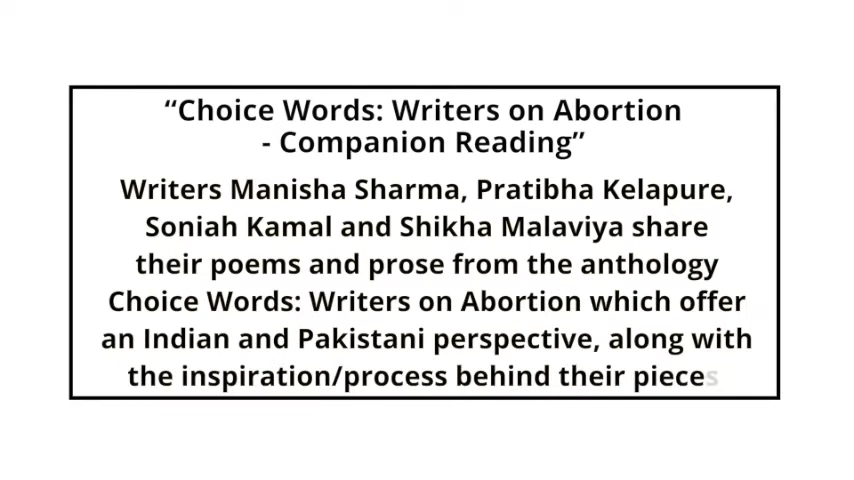 “Choice Words: Writers on Abortion
- Companion Reading”
Writers Manisha Sharma, Pratibha Kelapure,
Soniah Kamal and Shikha Malaviya share
their poems and prose from the anthology
Choice Words: Writers on Abortion which offer
an Indian and Pakistani perspective, along with
the inspiration/process behind their pieces